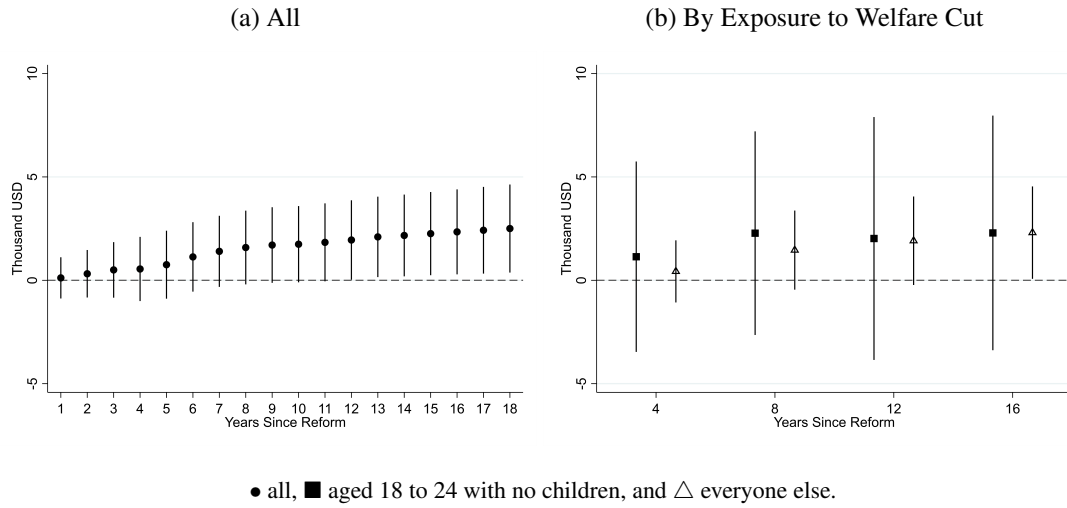 (a) All
(b) By Exposure to Welfare Cut
Thousand USD
10
5
0
-5
1 2 3 4 5 6 7 8 9 10 11 12 13 14 15 16 17 18
Years Since Reform
Thousand USD
10
5
0
-5
4 8 12 16
Years Since Reform
● all, ■ aged 18 to 24 with no children, and △ everyone else.